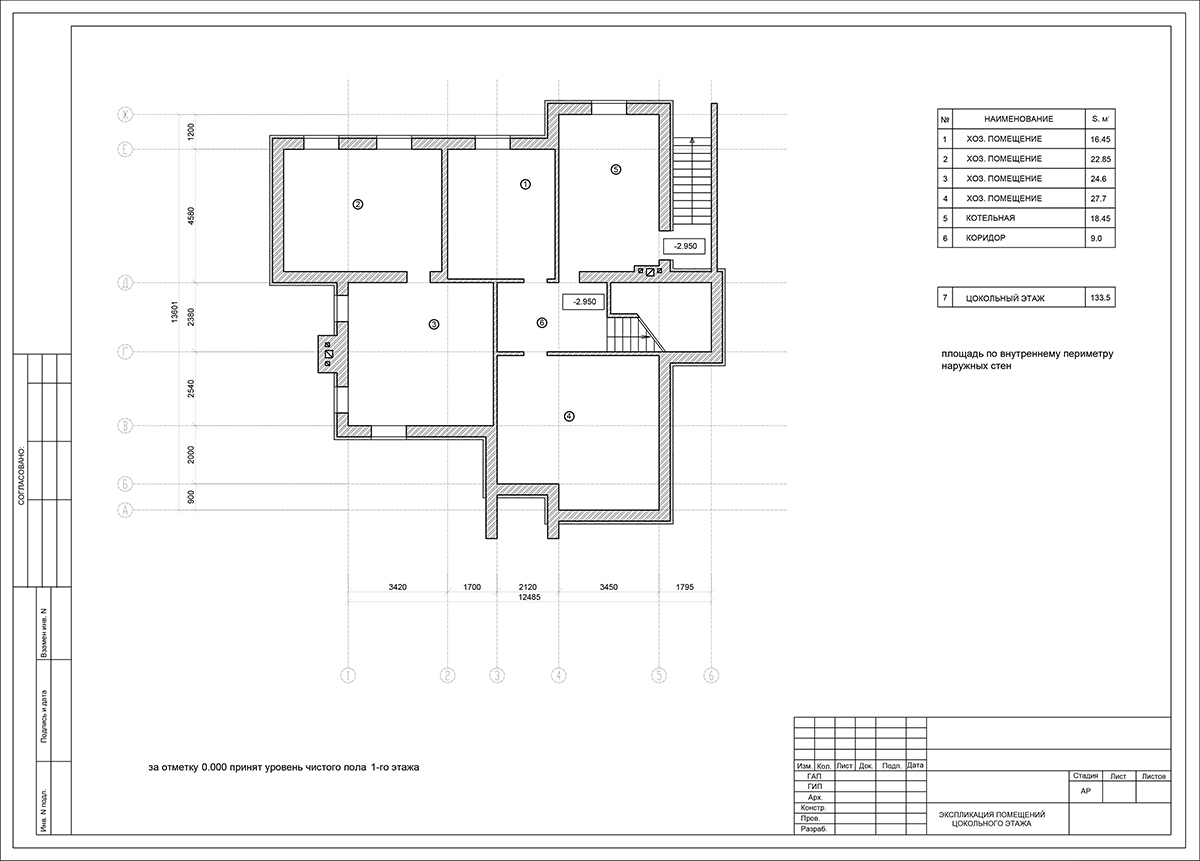 Ж
Е
Д
Г
В
Б
А
1200
4580
2380
2540
2000
900
13601
1
2
3
4
5
6
-2.950
-2.950
3420
1700
2120
3450
1795
12485
1
2
3
4
5
6
№ НАИМЕНОВАНИЕ S. м²
1 ХОЗ. ПОМЕЩЕНИЕ 16.45
2 ХОЗ. ПОМЕЩЕНИЕ 22.85
3 ХОЗ. ПОМЕЩЕНИЕ 24.6
4 ХОЗ. ПОМЕЩЕНИЕ 27.7
5 КОТЕЛЬНАЯ 18.45
6 КОРИДОР 9.0
7 ЦОКОЛЬНЫЙ ЭТАЖ 133.5
площадь по внутреннему периметру
наружных стен
за отметку 0.000 принят уровень чистого пола 1-го этажа
СОГЛАСОВАНО:
Взамен инв. N
Подпись и дата
Инв. N подл.
Изм. Кол. Лист Док. Подп. Дата
ГАП
ГИП
Арх.
Констр.
Пров.
Разраб.
Стадия Лист Листов
АР
ЭКСПЛИКАЦИЯ ПОМЕЩЕНИЙ
ЦОКОЛЬНОГО ЭТАЖА